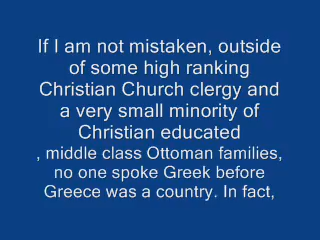 If I am not mistaken, outside
of some high ranking
Christian Church clergy and
a very small minority of
Christian educated
, middle class Ottoman families,
no one spoke Greek before
Greece was a country. In fact,